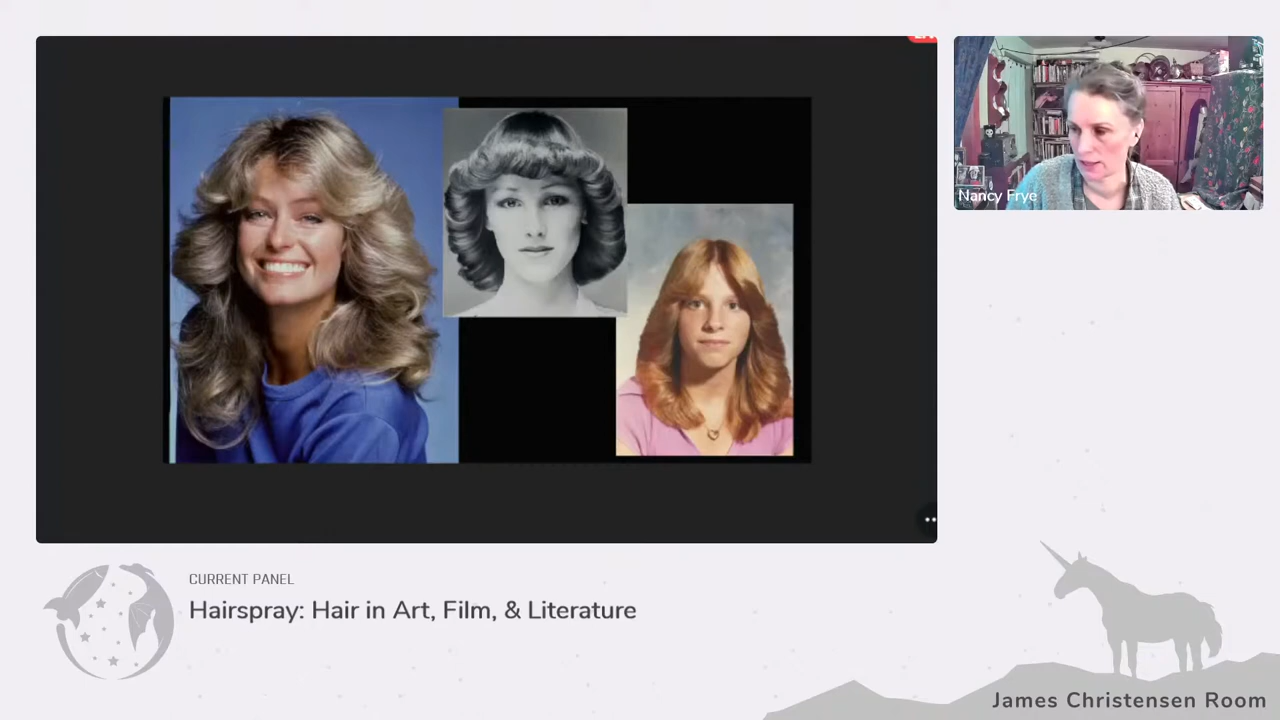 Nancy Frye
CURRENT PANEL
Hairspray: Hair in Art, Film, & Literature
James Christensen Room